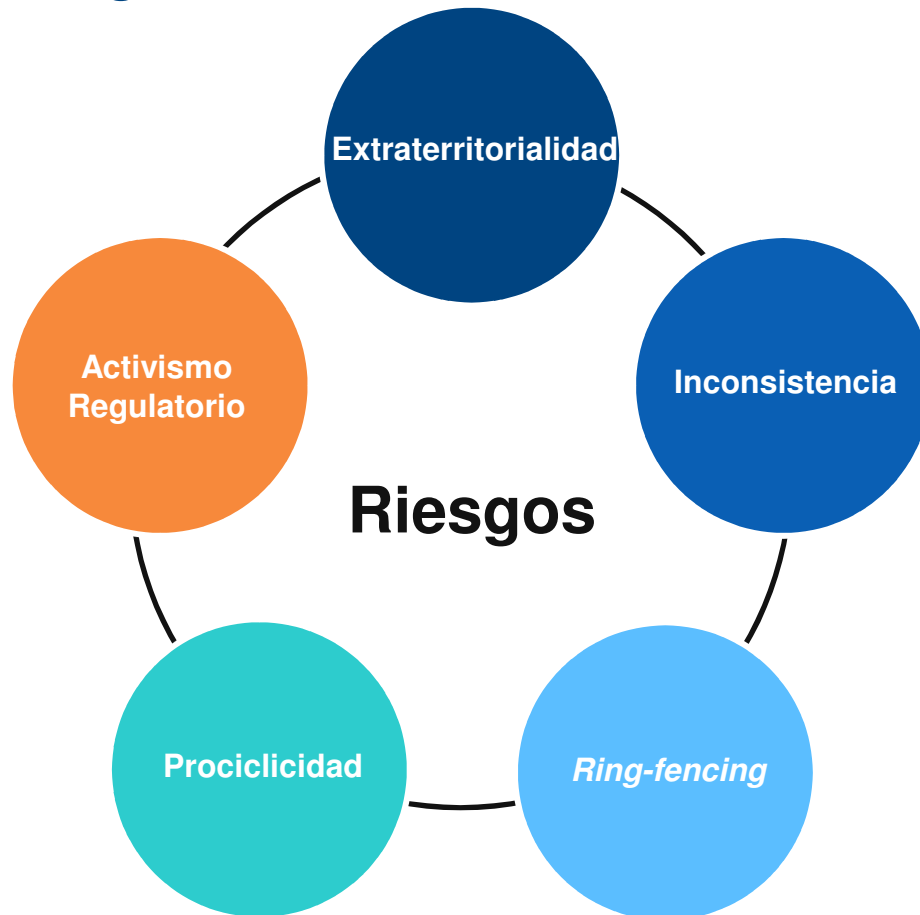 Extraterritorialidad
Inconsistencia
Activismo
Regulatorio
Riesgos
Prociclicidad
Ring-fencing